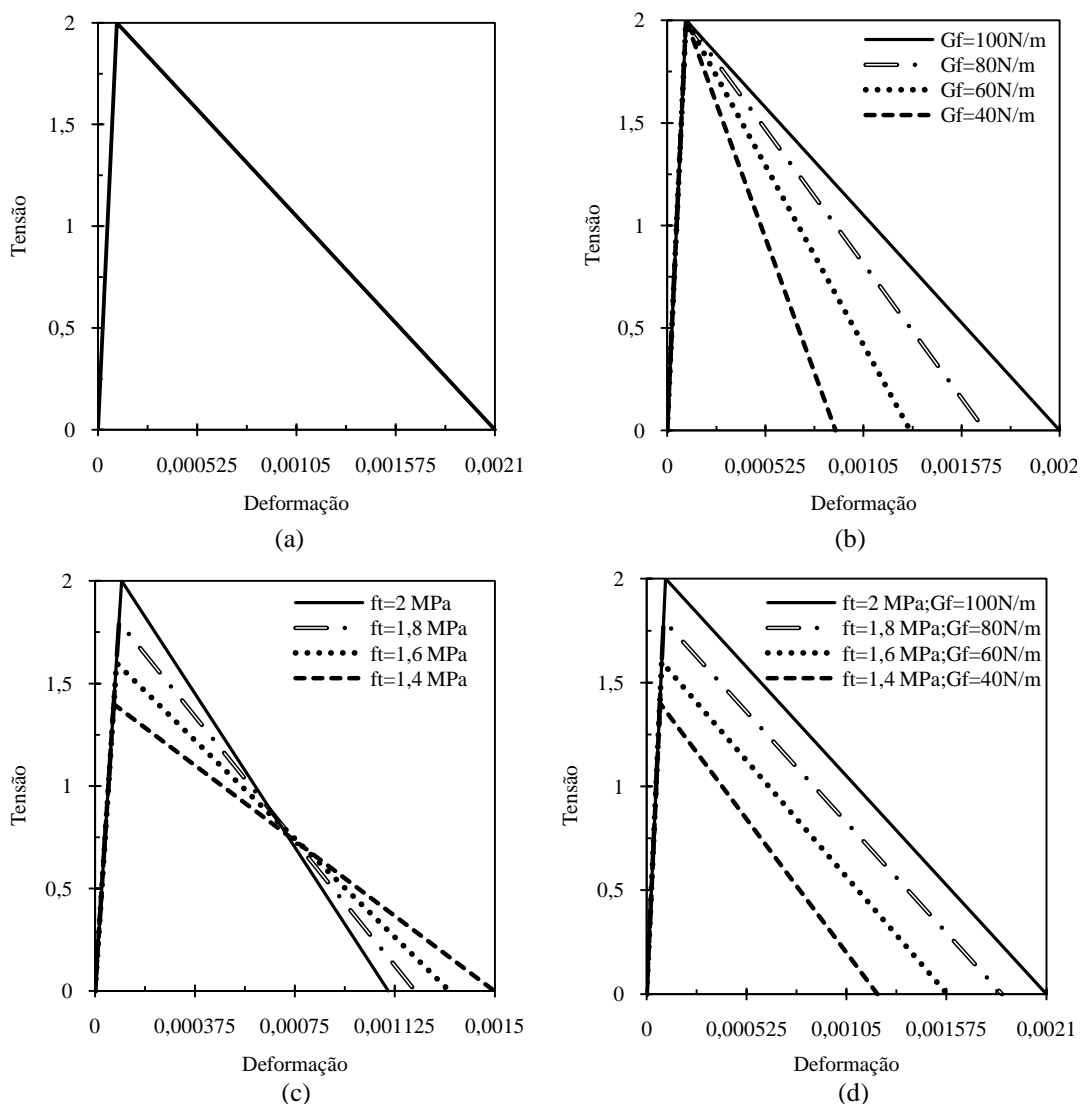 2
1,5
1
0,5
0
0
0,000525
0,00105
0,001575
0,0021
Tensão
Deformação
(a)
2
1,5
1
0,5
0
0
0,000525
0,00105
0,001575
0,002
Tensão
Deformação
Gf=100N/m
Gf=80N/m
Gf=60N/m
Gf=40N/m
(b)
2
1,5
1
0,5
0
0
0,000375
0,00075
0,001125
0,0015
Tensão
Deformação
ft=2 MPa
ft=1,8 MPa
ft=1,6 MPa
ft=1,4 MPa
(c)
2
1,5
1
0,5
0
0
0,000525
0,00105
0,001575
0,0021
Tensão
Deformação
ft=2 MPa;Gf=100N/m
ft=1,8 MPa;Gf=80N/m
ft=1,6 MPa;Gf=60N/m
ft=1,4 MPa;Gf=40N/m
(d)